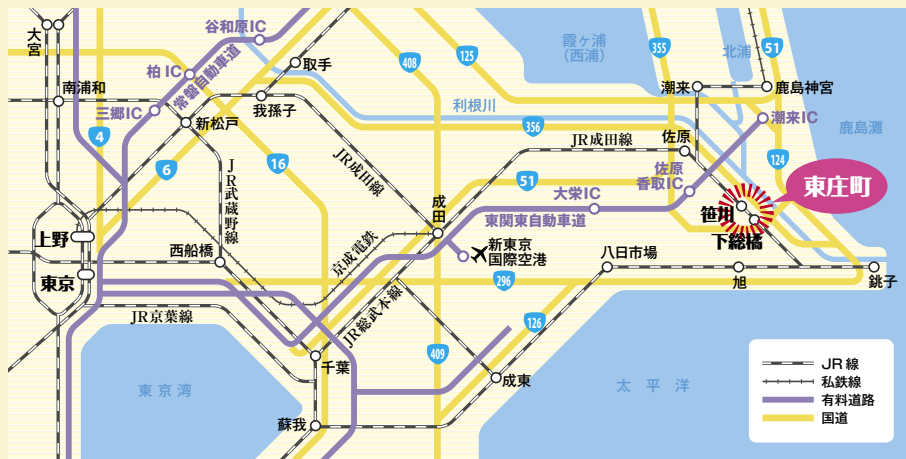 大宮
谷和原IC
取手
408
125
霞ヶ浦
(西浦)
355
北浦
51
柏IC
常磐自動車道
南浦和
三郷IC
我孫子
利根川
潮来
鹿島神宮
新松戸
356
潮来IC
鹿島灘
4
6
16
JR武蔵野線
JR成田線
JR成田線
佐原
佐原
香取IC
124
東庄町
51
大栄IC
東関東自動車道
笹川
下総橘
成田
上野
西船橋
京成電鉄
新東京
国際空港
八日市場
東京
296
旭
銚子
JR京葉線
JR総武本線
126
千葉
409
成東
東京湾
太平洋
蘇我
JR線
私鉄線
有料道路
国道